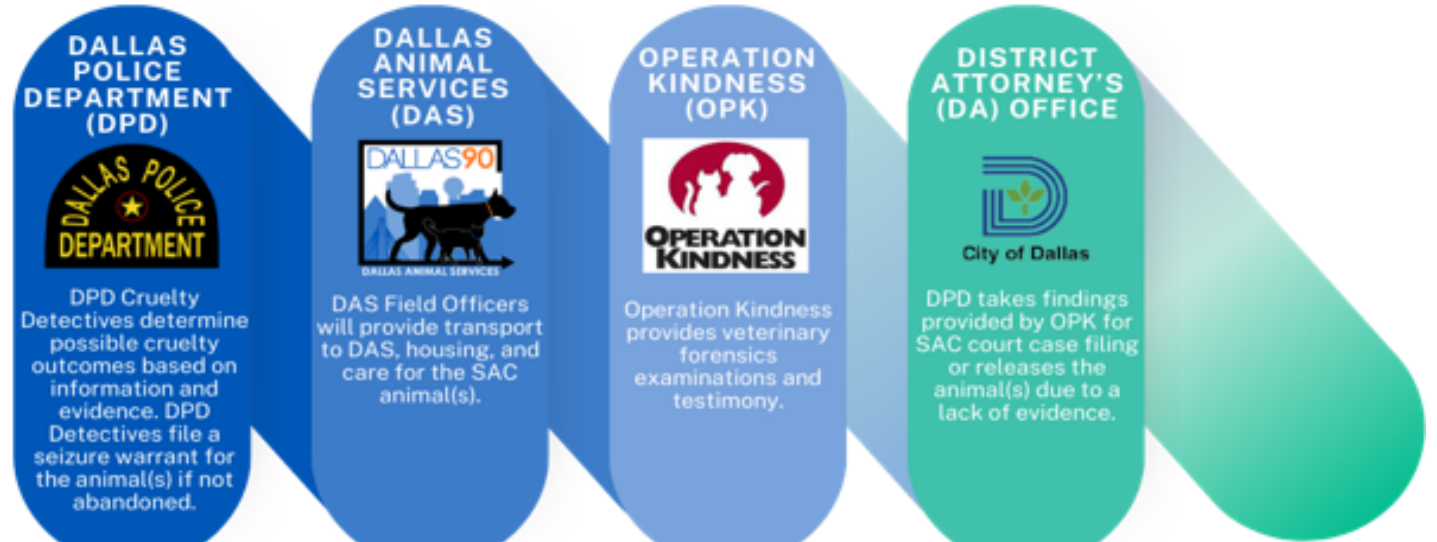 DALLAS
POLICE
DEPARTMENT
(DPD)
DALLAS POLICE
DEPARTMENT
DPD Cruelty
Detectives determine
possible cruelty
outcomes based on
information and
evidence. DPD
Detectives file a
seizure warrant for
the animal(s) if not
abandoned.
DALLAS
ANIMAL
SERVICES
(DAS)
DALLAS90
DALLAS ANIMAL SERVICES
DAS Field Officers
will provide transport
to DAS, housing, and
care for the SAC
animal(s).
OPERATION
KINDNESS
(OPK)
OPERATION
KINDNESS
Operation Kindness
provides veterinary
forensics
examinations and
testimony.
DISTRICT
ATTORNEY'S
(DA) OFFICE
City of Dallas
DPD takes findings
provided by OPK for
SAC court case filing
or releases the
animal(s) due to a
lack of evidence.